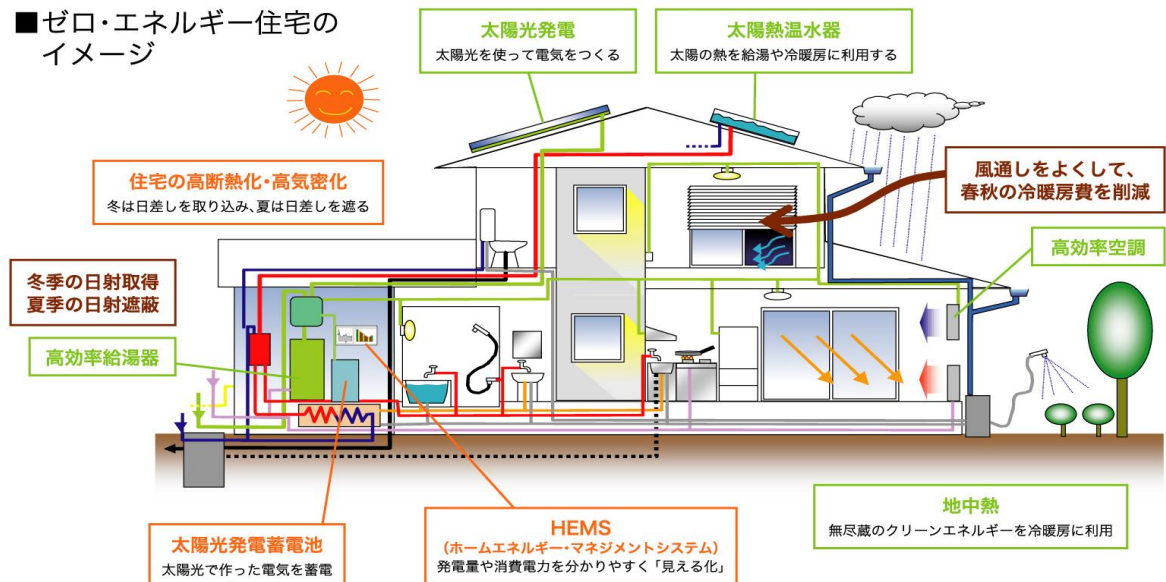 ■ゼロ・エネルギー住宅の
イメージ
太陽光発電
太陽光を使って電気をつくる
太陽熱温水器
太陽の熱を給湯や冷暖房に利用する
住宅の高断熱化・高気密化
冬は日差しを取り込み、夏は日差しを遮る
風通しをよくして、
春秋の冷暖房費を削減
高効率空調
冬季の日射取得
夏季の日射遮蔽
高効率給湯器
太陽光発電蓄電池
太陽光で作った電気を蓄電
HEMS
（ホームエネルギー・マネジメントシステム）
発電量や消費電力を分かりやすく「見える化」
地中熱
無尽蔵のクリーンエネルギーを冷暖房に利用